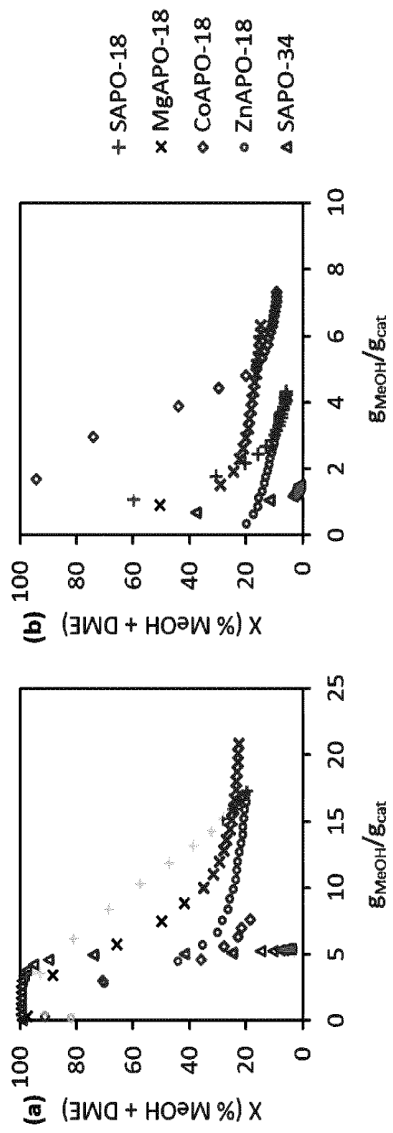 (a)
X (% MeOH + DME)
100
80
60
40
20
0
0 5 10 15 20 25
gMeOH/gcat
(b)
X (% MeOH + DME)
100
80
60
40
20
0
0 2 4 6 8 10
gMeOH/gcat
SAPO-18
MgAPO-18
CoAPO-18
ZnAPO-18
SAPO-34